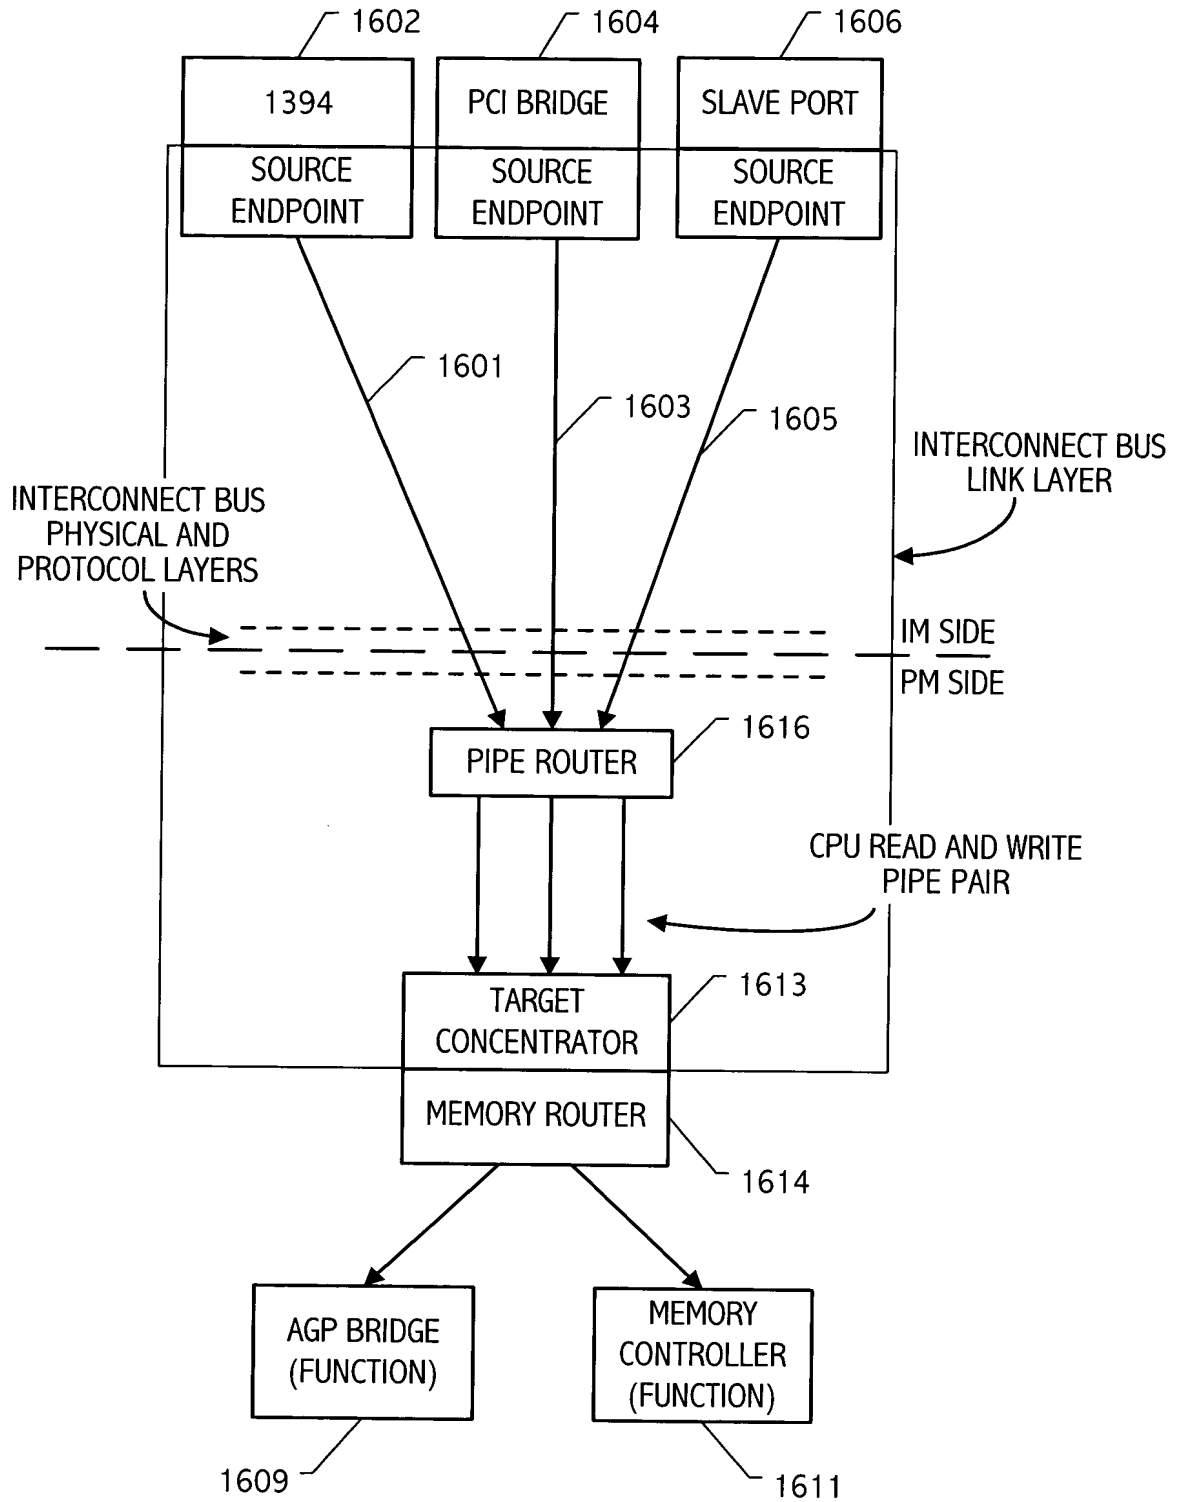 1602
1604
1606
1394
PCI BRIDGE
SLAVE PORT
SOURCE
ENDPOINT
SOURCE
ENDPOINT
SOURCE
ENDPOINT
1601
1603
1605
INTERCONNECT BUS
LINK LAYER
INTERCONNECT BUS
PHYSICAL AND
PROTOCOL LAYERS
IM SIDE
PM SIDE
1616
PIPE ROUTER
CPU READ AND WRITE
PIPE PAIR
1613
TARGET
CONCENTRATOR
MEMORY ROUTER
1614
AGP BRIDGE
(FUNCTION)
MEMORY
CONTROLLER
(FUNCTION)
1609
1611